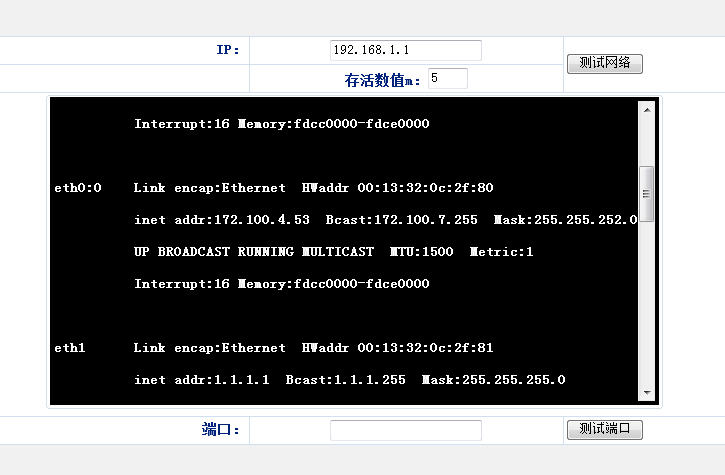 IP: 192.168.1.1 测试网络
存活数值m: 5
Interrupt:16 Memory:fdcc0000-fdce0000
eth0:0 Link encap:Ethernet HWaddr 00:13:32:0c:2f:80
inet addr:172.100.4.53 Bcast:172.100.7.255 Mask:255.255.252.0
UP BROADCAST RUNNING MULTICAST MTU:1500 Metric:1
Interrupt:16 Memory:fdcc0000-fdce0000
eth1 Link encap:Ethernet HWaddr 00:13:32:0c:2f:81
inet addr:1.1.1.1 Bcast:1.1.1.255 Mask:255.255.255.0
端口: 测试端口